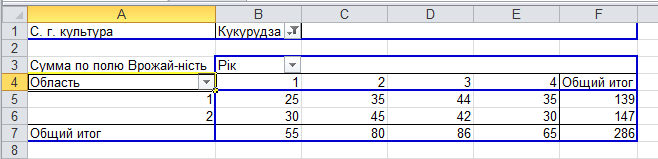 A B C D E F
1 С. г. культура Кукурудза
2
3 Сумма по полю Врожай-ність Рік
4 Область 1 2 3 4 Общий итог
5 1 25 35 44 35 139
6 2 30 45 42 30 147
7 Общий итог 55 80 86 65 286
8